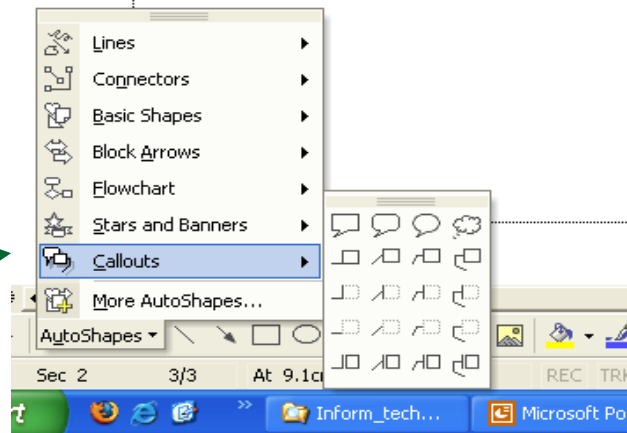 Lines
Connectors
Basic Shapes
Block Arrows
Flowchart
Stars and Banners
Callouts
More AutoShapes...
AutoShapes
Sec 2 3/3 At 9.1c REC TRK
rt » Inform_tech... Microsoft Po